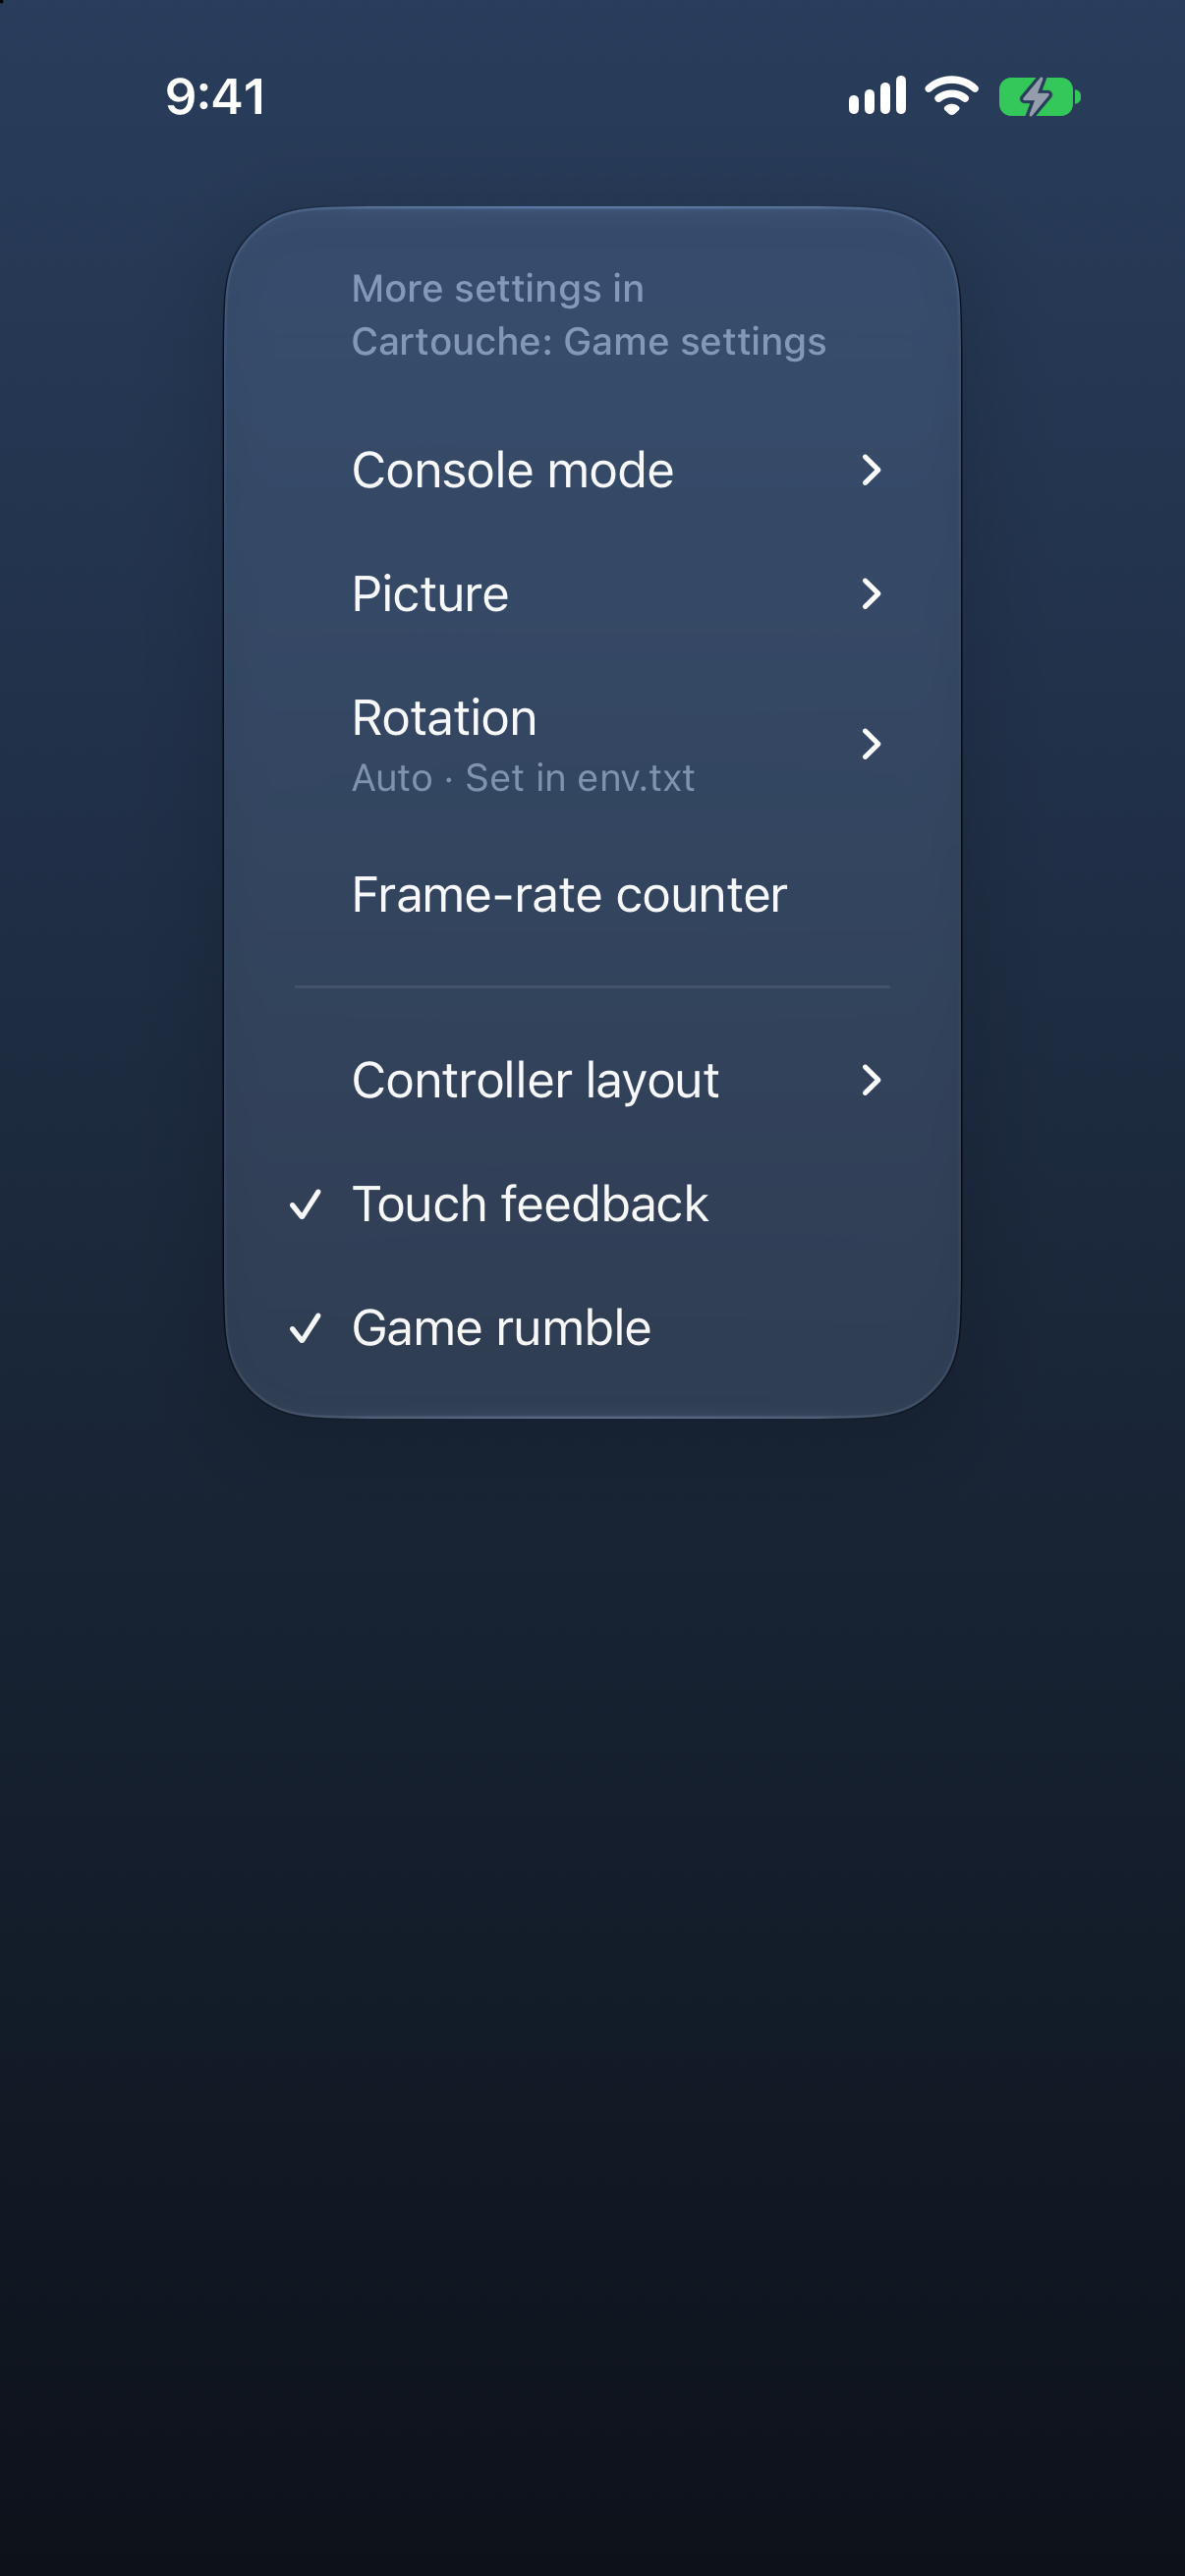 9:41
More settings in
Cartouche: Game settings
Console mode
Picture
Rotation
Auto · Set in env.txt
Frame-rate counter
Controller layout
Touch feedback
Game rumble